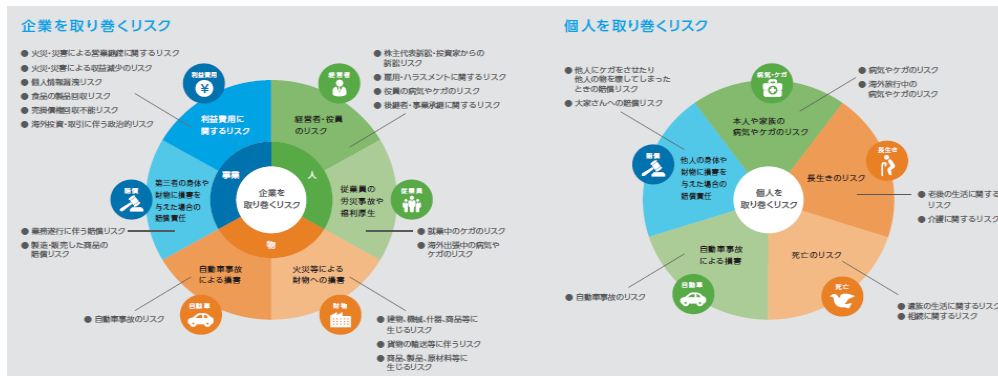 企業を取り巻くリスク
● 火災・災害による営業継続に関するリスク
● 火災・災害による収益減少のリスク
● 個人情報漏洩リスク
● 食品の製品回収リスク
● 売掛債権回収不能リスク
● 海外投資・取引に伴う政治的リスク
利益費用
¥
経営者
● 株主代表訴訟・投資家からの
訴訟リスク
● 雇用・ハラスメントに関するリスク
● 役員の病気やケガのリスク
● 後継者・事業承継に関するリスク
利益費用に
関するリスク
経営者・役員
のリスク
事業
人
物
企業を
取り巻くリスク
賠償
第三者の身体や
財物に損害を
与えた場合の
賠償責任
従業員の
労災事故や
福利厚生
従業員
● 業務遂行に伴う賠償リスク
● 製造・販売した商品の
賠償リスク
● 就業中のケガのリスク
● 海外出張中の病気や
ケガのリスク
自動車事故
による損害
火災等による
財物への損害
自動車
財物
● 自動車事故のリスク
● 建物、機械、什器、商品等に
生じるリスク
● 貨物の輸送等に伴うリスク
● 商品、製品、原材料等に
生じるリスク
個人を取り巻くリスク
● 他人にケガをさせたり
他人の物を壊してしまった
ときの賠償リスク
● 大家さんへの賠償リスク
病気・ケガ
● 病気やケガのリスク
● 海外旅行中の
病気やケガのリスク
本人や家族の
病気やケガのリスク
賠償
他人の身体や
財物に損害を
与えた場合の
賠償責任
個人を
取り巻くリスク
長生きのリスク
長生き
● 老後の生活に関する
リスク
● 介護に関するリスク
自動車事故
による損害
死亡のリスク
自動車
死亡
● 自動車事故のリスク
● 遺族の生活に関するリスク
● 相続に関するリスク